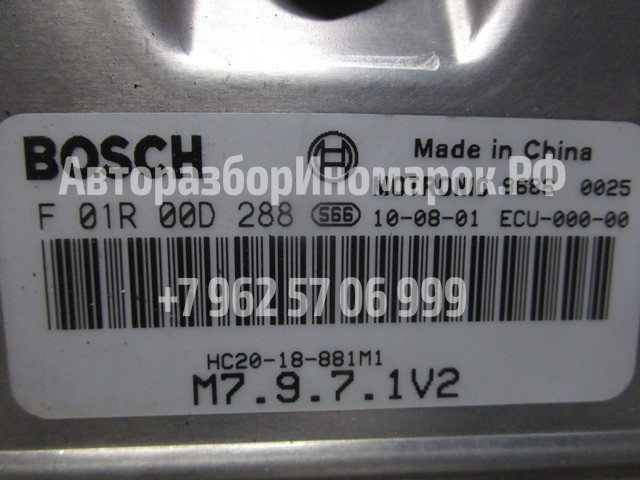 BOSCH
Made in China
АвторазборИномарок.РФ
MOTRONIC 0025
F 01R 00D 288 S66 10-08-01 ECU-000-00
+7 962 57 06 999
HC20-18-881M1
M7.9.7.1V2